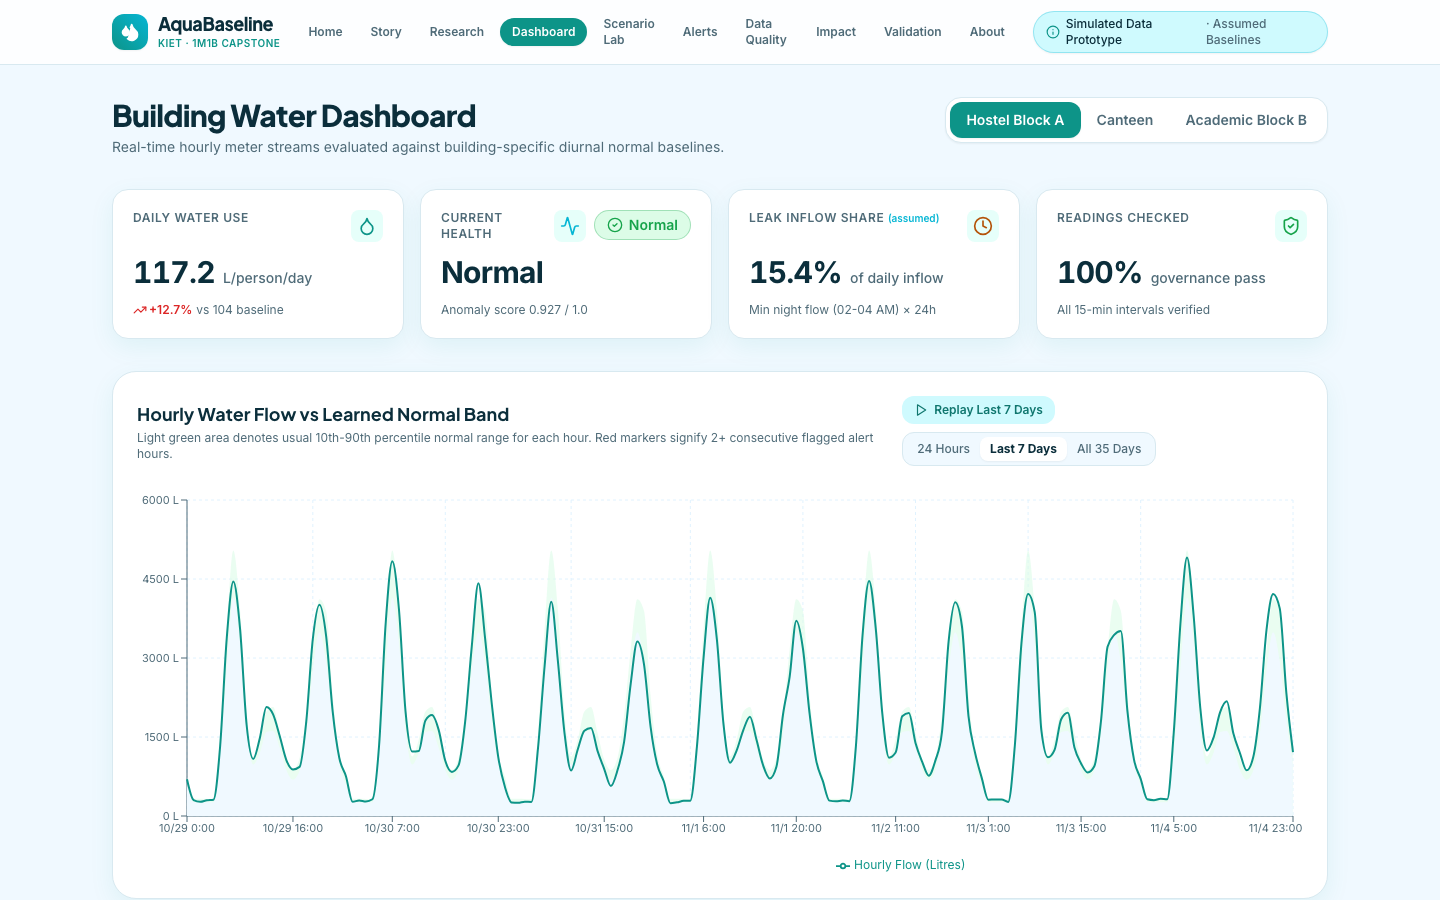 AquaBaseline
KIET · 1M1B CAPSTONE
Home
Story
Research
Dashboard
Scenario
Lab
Alerts
Data
Quality
Impact
Validation
About
Simulated Data
Prototype
· Assumed
Baselines
Building Water Dashboard
Real-time hourly meter streams evaluated against building-specific diurnal normal baselines.
Hostel Block A
Canteen
Academic Block B
DAILY WATER USE
117.2 L/person/day
+12.7% vs 104 baseline
CURRENT
HEALTH
Normal
Normal
Anomaly score 0.927 / 1.0
LEAK INFLOW SHARE (assumed)
15.4% of daily inflow
Min night flow (02-04 AM) × 24h
READINGS CHECKED
100% governance pass
All 15-min intervals verified
Hourly Water Flow vs Learned Normal Band
Light green area denotes usual 10th-90th percentile normal range for each hour. Red markers signify 2+ consecutive flagged alert
hours.
Replay Last 7 Days
24 Hours
Last 7 Days
All 35 Days
6000 L
4500 L
3000 L
1500 L
0 L
10/29 0:00
10/29 16:00
10/30 7:00
10/30 23:00
10/31 15:00
11/1 6:00
11/1 20:00
11/2 11:00
11/3 1:00
11/3 15:00
11/4 5:00
11/4 23:00
Hourly Flow (Litres)